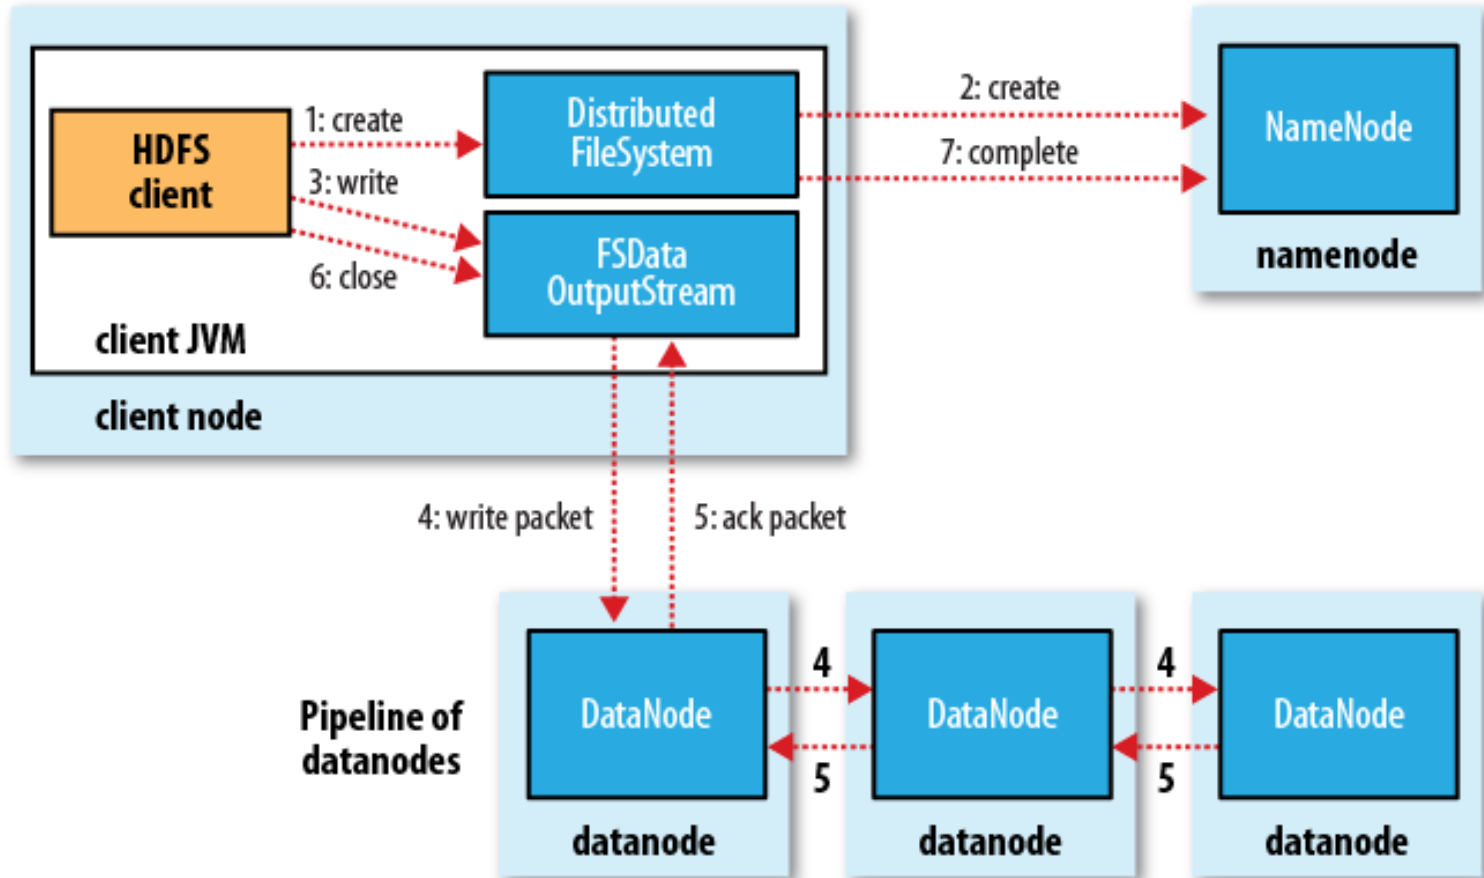 HDFS
client
1: create
3: write
6: close
Distributed
FileSystem
FSData
OutputStream
client JVM
client node
2: create
7: complete
NameNode
namenode
4: write packet
5: ack packet
Pipeline of
datanodes
DataNode
datanode
4
5
DataNode
datanode
4
5
DataNode
datanode